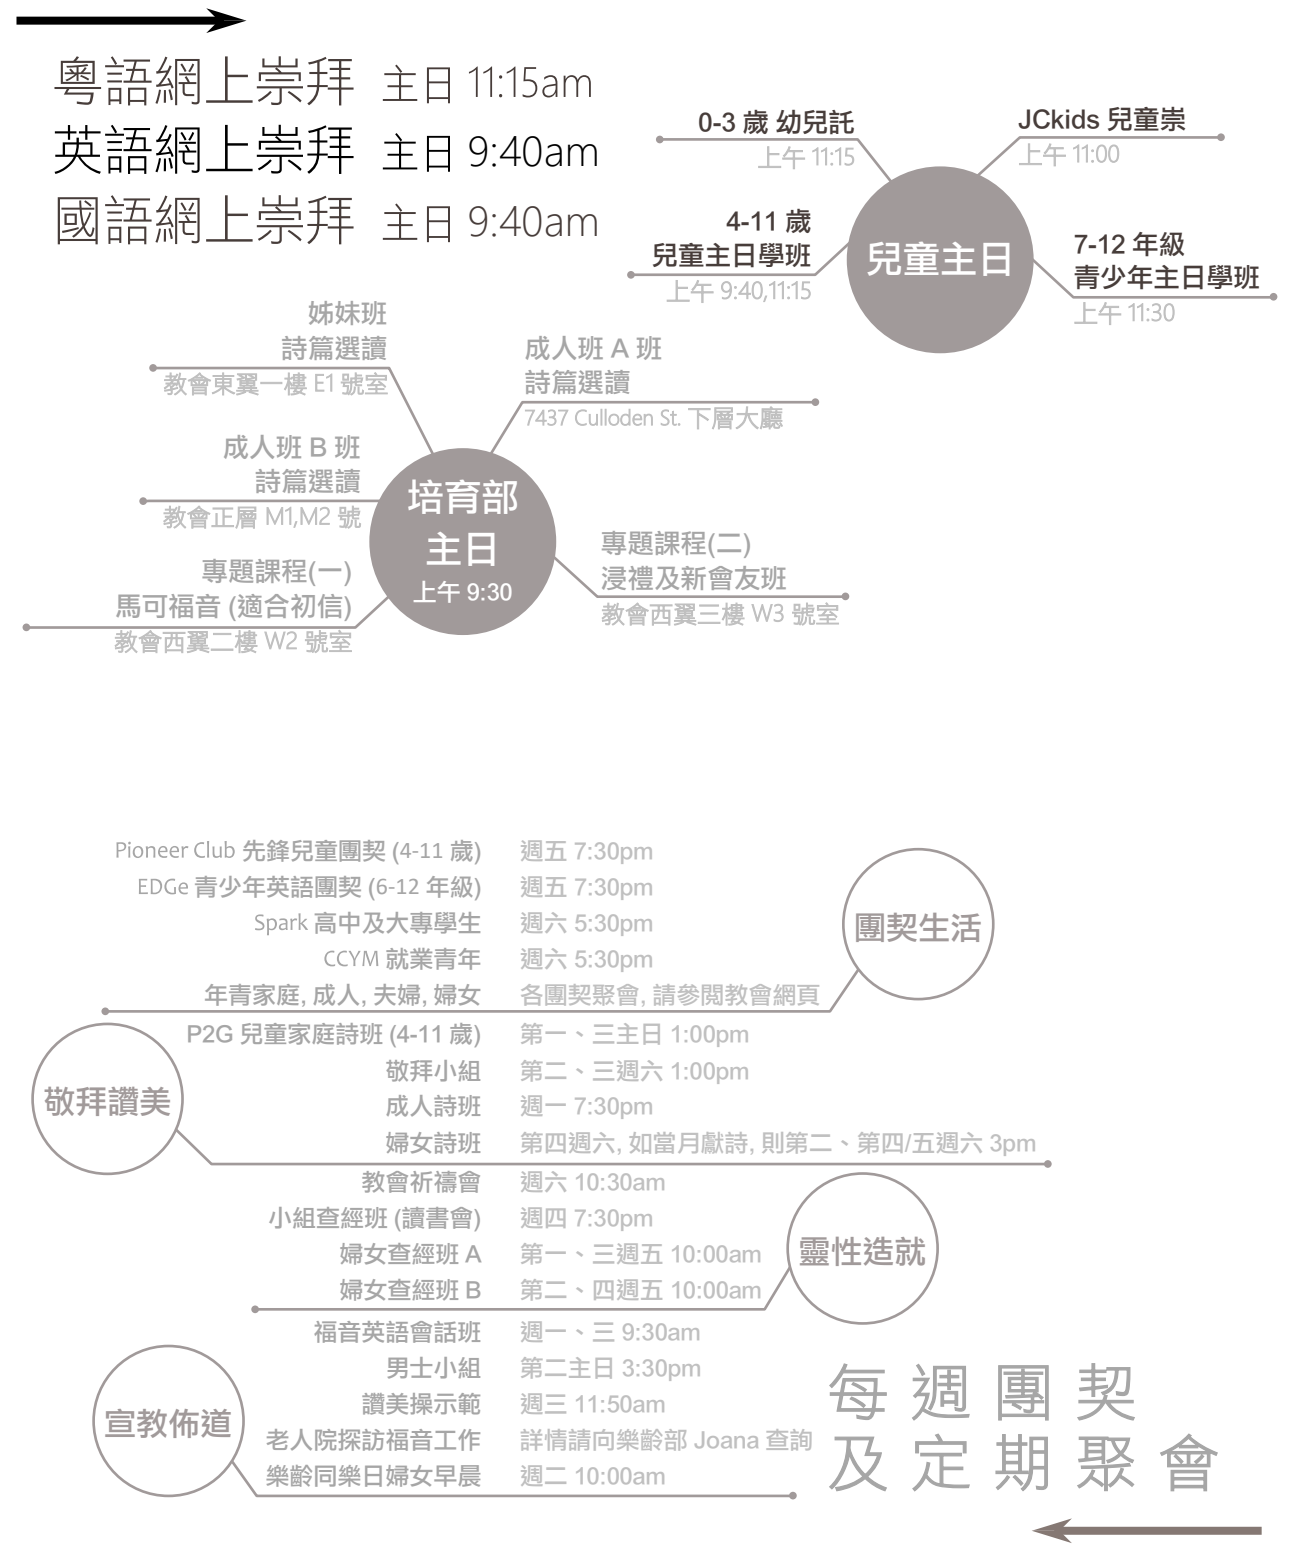 粵語網上崇拜 主日 11:15am
英語網上崇拜 主日 9:40am
國語網上崇拜 主日 9:40am
0-3 歲 幼兒託
上午 11:15
JCkids 兒童崇
上午 11:00
4-11 歲
兒童主日學班
上午 9:40,11:15
兒童主日
7-12 年級
青少年主日學班
上午 11:30
姊妹班
詩篇選讀
教會東翼一樓 E1 號室
成人班 A 班
詩篇選讀
7437 Culloden St. 下層大廳
成人班 B 班
詩篇選讀
教會正層 M1,M2 號
培育部
主日
上午 9:30
專題課程(一)
馬可福音 (適合初信)
教會西翼二樓 W2 號室
專題課程(二)
浸禮及新會友班
教會西翼三樓 W3 號室
Pioneer Club 先鋒兒童團契 (4-11 歲) 週五 7:30pm
EDGe 青少年英語團契 (6-12 年級) 週五 7:30pm
Spark 高中及大專學生 週六 5:30pm
CCYM 就業青年 週六 5:30pm
年青家庭, 成人, 夫婦, 婦女 各團契聚會, 請參閱教會網頁
團契生活
P2G 兒童家庭詩班 (4-11 歲) 第一、三主日 1:00pm
敬拜小組 第二、三週六 1:00pm
成人詩班 週一 7:30pm
婦女詩班 第四週六, 如當月獻詩, 則第二、第四/五週六 3pm
敬拜讚美
教會祈禱會 週六 10:30am
小組查經班 (讀書會) 週四 7:30pm
婦女查經班 A 第一、三週五 10:00am
婦女查經班 B 第二、四週五 10:00am
靈性造就
福音英語會話班 週一、三 9:30am
男士小組 第二主日 3:30pm
讚美操示範 週三 11:50am
老人院探訪福音工作 詳情請向樂齡部 Joana 查詢
樂齡同樂日婦女早晨 週二 10:00am
宣教佈道
每週團契
及定期聚會